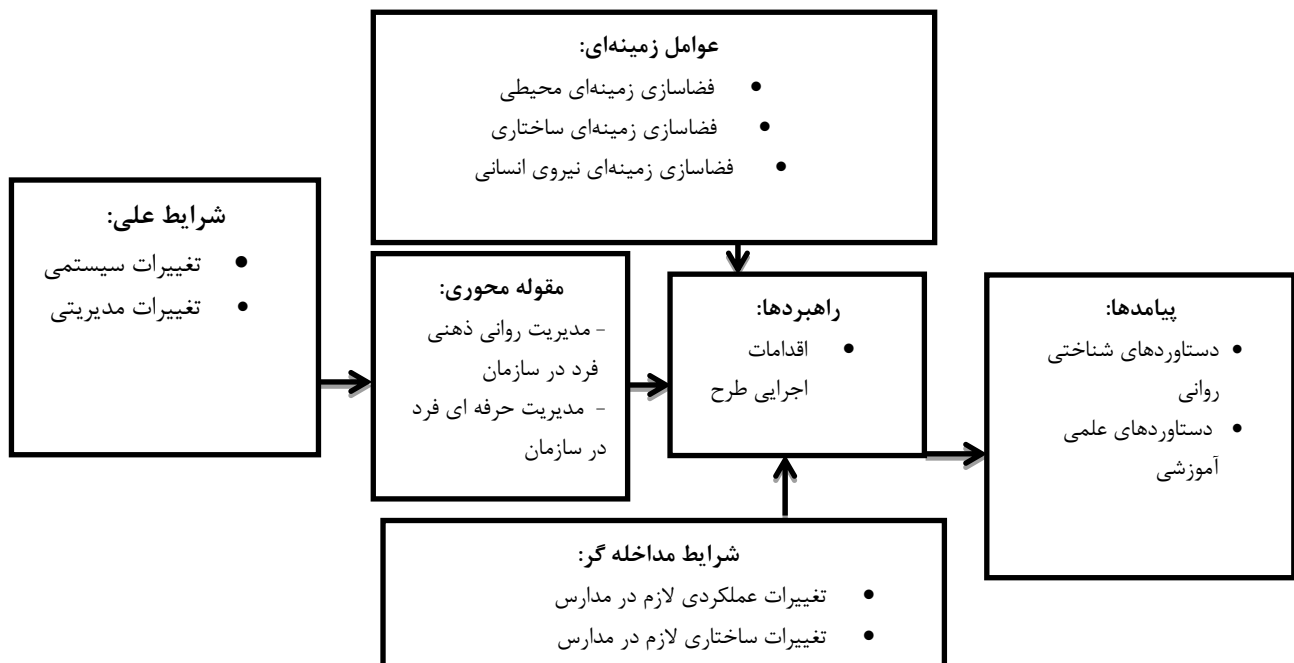 عوامل زمینه‌ای:
• فضاسازی زمینه‌ای محیطی
• فضاسازی زمینه‌ای ساختاری
• فضاسازی زمینه‌ای نیروی انسانی
شرایط علی:
• تغییرات سیستمی
• تغییرات مدیریتی
مقوله محوری:
- مدیریت روانی ذهنی
فرد در سازمان
- مدیریت حرفه ای فرد
در سازمان
راهبردها:
• اقدامات
اجرایی طرح
پیامدها:
• دستاوردهای شناختی
روانی
• دستاوردهای علمی
آموزشی
شرایط مداخله گر:
• تغییرات عملکردی لازم در مدارس
• تغییرات ساختاری لازم در مدارس